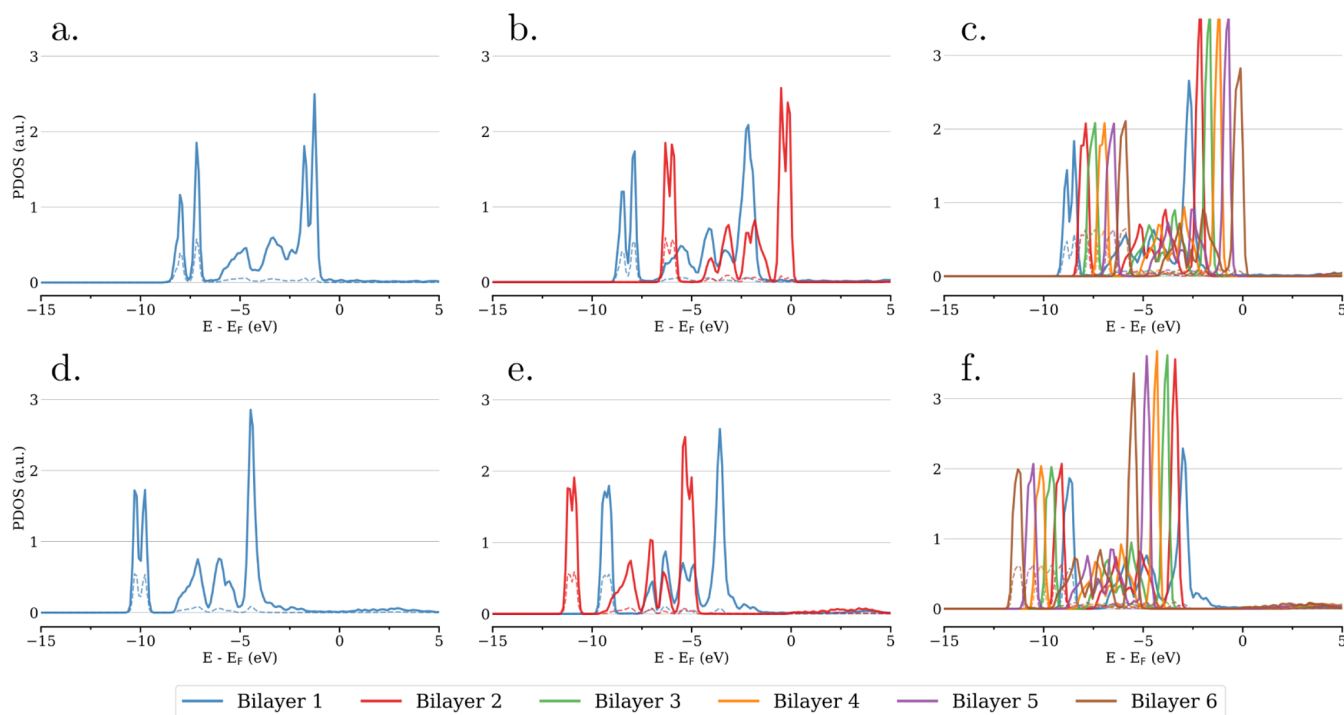 a. b. c.
3 3 3
2 2 2
1 1 1
0 0 0
PDOS (a.u.)
−15 −10 −5 0 5 −15 −10 −5 0 5 −15 −10 −5 0 5
E - E_F (eV) E - E_F (eV) E - E_F (eV)
d. e. f.
3 3 3
2 2 2
1 1 1
0 0 0
PDOS (a.u.)
−15 −10 −5 0 5 −15 −10 −5 0 5 −15 −10 −5 0 5
E - E_F (eV) E - E_F (eV) E - E_F (eV)
Bilayer 1 Bilayer 2 Bilayer 3 Bilayer 4 Bilayer 5 Bilayer 6